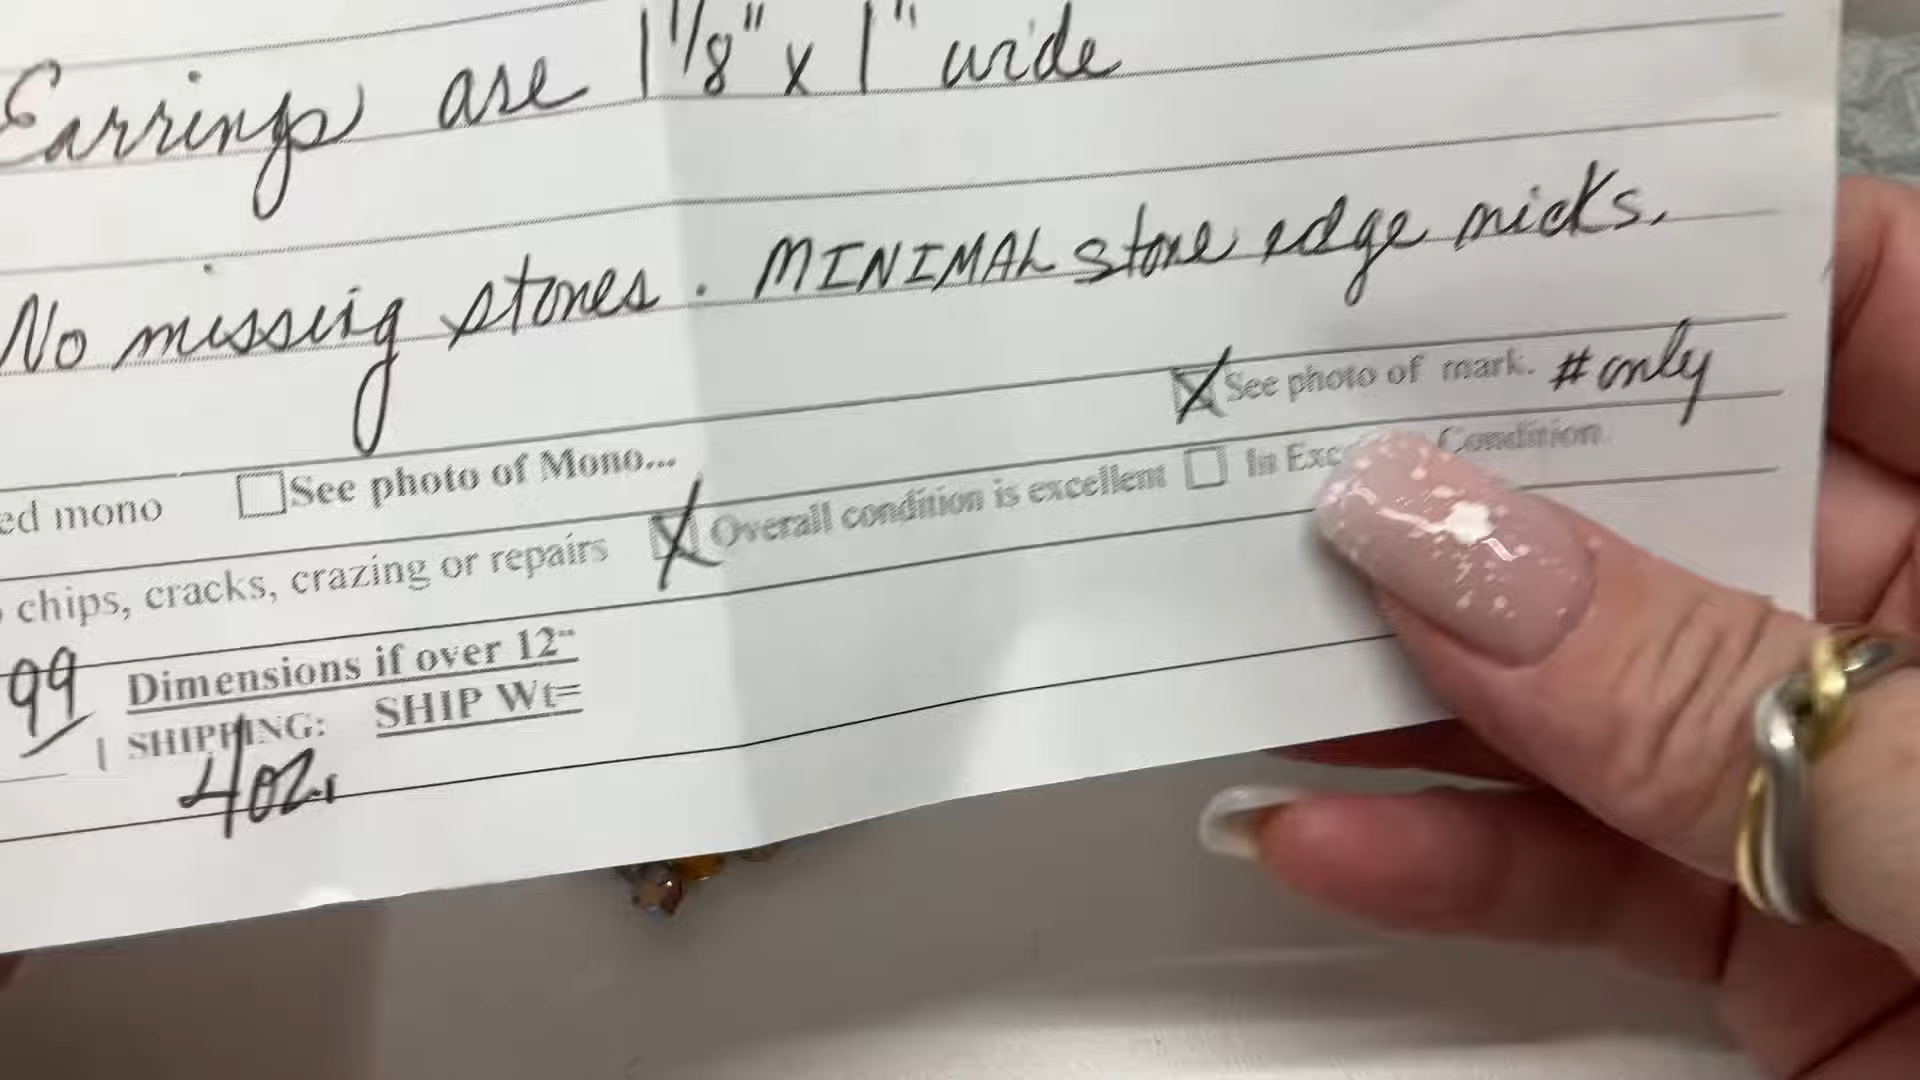 Earrings are 1 1/8" x 1" wide
No missing stones. MINIMAL stone edge nicks.
See photo of mark. #only
ed mono See photo of Mono...
chips, cracks, crazing or repairs Overall condition is excellent In Exc Condition
99 Dimensions if over 12"
SHIPPING: SHIP Wt=
4oz.